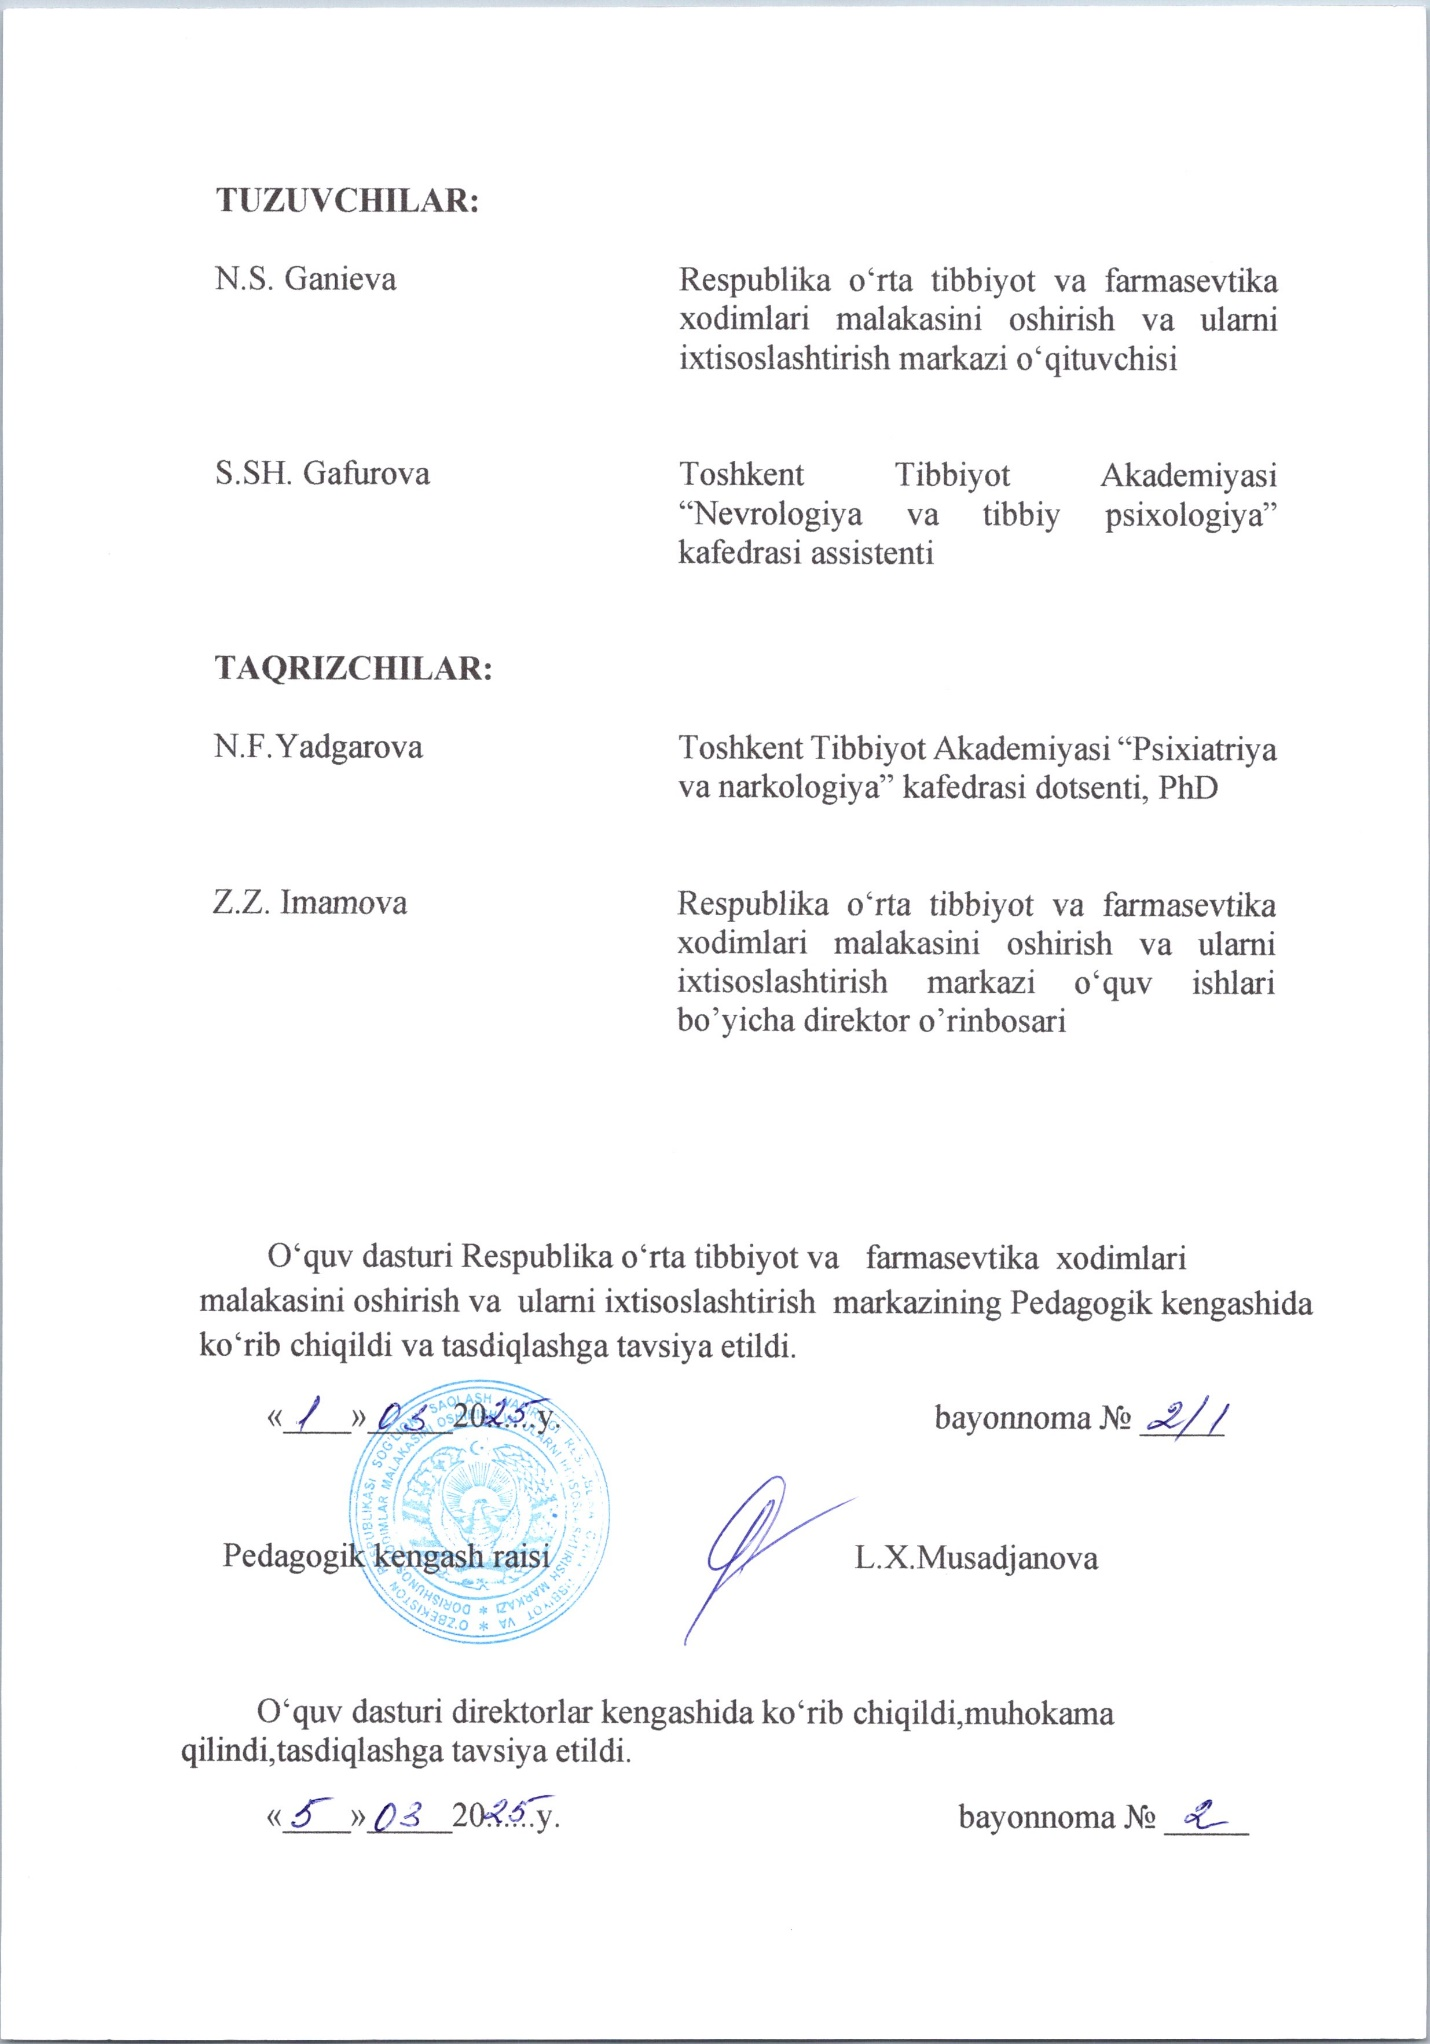 TUZUVCHILAR:
N.S. Ganieva
Respublika o‘rta tibbiyot va farmasevtika
xodimlari malakasini oshirish va ularni
ixtisoslashtirish markazi o‘qituvchisi
S.SH. Gafurova
Toshkent Tibbiyot Akademiyasi
“Nevrologiya va tibbiy psixologiya”
kafedrasi assistenti
TAQRIZCHILAR:
N.F.Yadgarova
Toshkent Tibbiyot Akademiyasi “Psixiatriya
va narkologiya” kafedrasi dotsenti, PhD
Z.Z. Imamova
Respublika o‘rta tibbiyot va farmasevtika
xodimlari malakasini oshirish va ularni
ixtisoslashtirish markazi o‘quv ishlari
bo’yicha direktor o’rinbosari
O‘quv dasturi Respublika o‘rta tibbiyot va farmasevtika xodimlari
malakasini oshirish va ularni ixtisoslashtirish markazining Pedagogik kengashida
ko‘rib chiqildi va tasdiqlashga tavsiya etildi.
« 1 » 03 2025 y. bayonnoma № 2/1
Pedagogik kengash raisi L.X.Musadjanova
O‘quv dasturi direktorlar kengashida ko‘rib chiqildi,muhokama
qilindi,tasdiqlashga tavsiya etildi.
« 5 » 03 2025 y. bayonnoma № 2